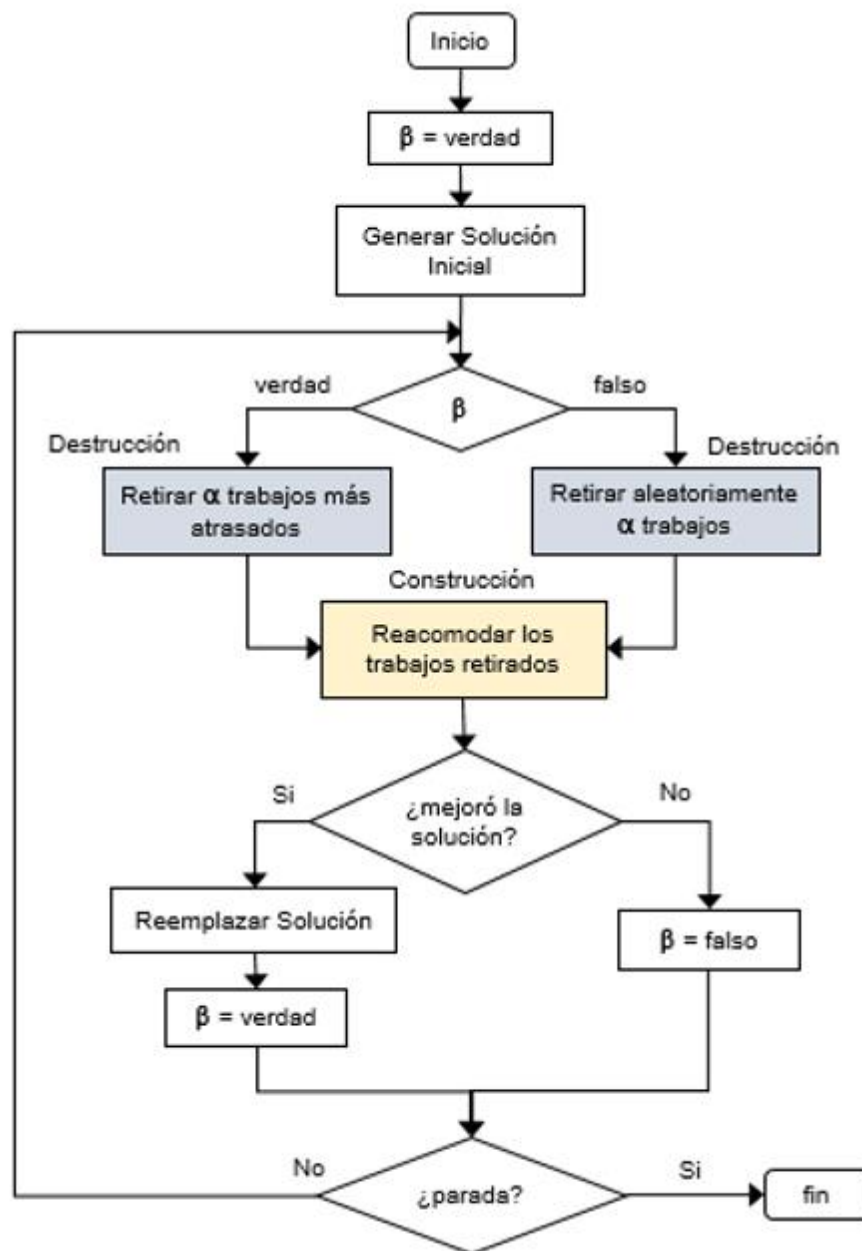 Inicio
β = verdad
Generar Solución
Inicial
verdad
falso
β
Destrucción
Destrucción
Retirar α trabajos más
atrasados
Retirar aleatoriamente
α trabajos
Construcción
Reacomodar los
trabajos retirados
Si
No
¿mejoró la
solución?
Reemplazar Solución
β = falso
β = verdad
No
Si
¿parada?
fin